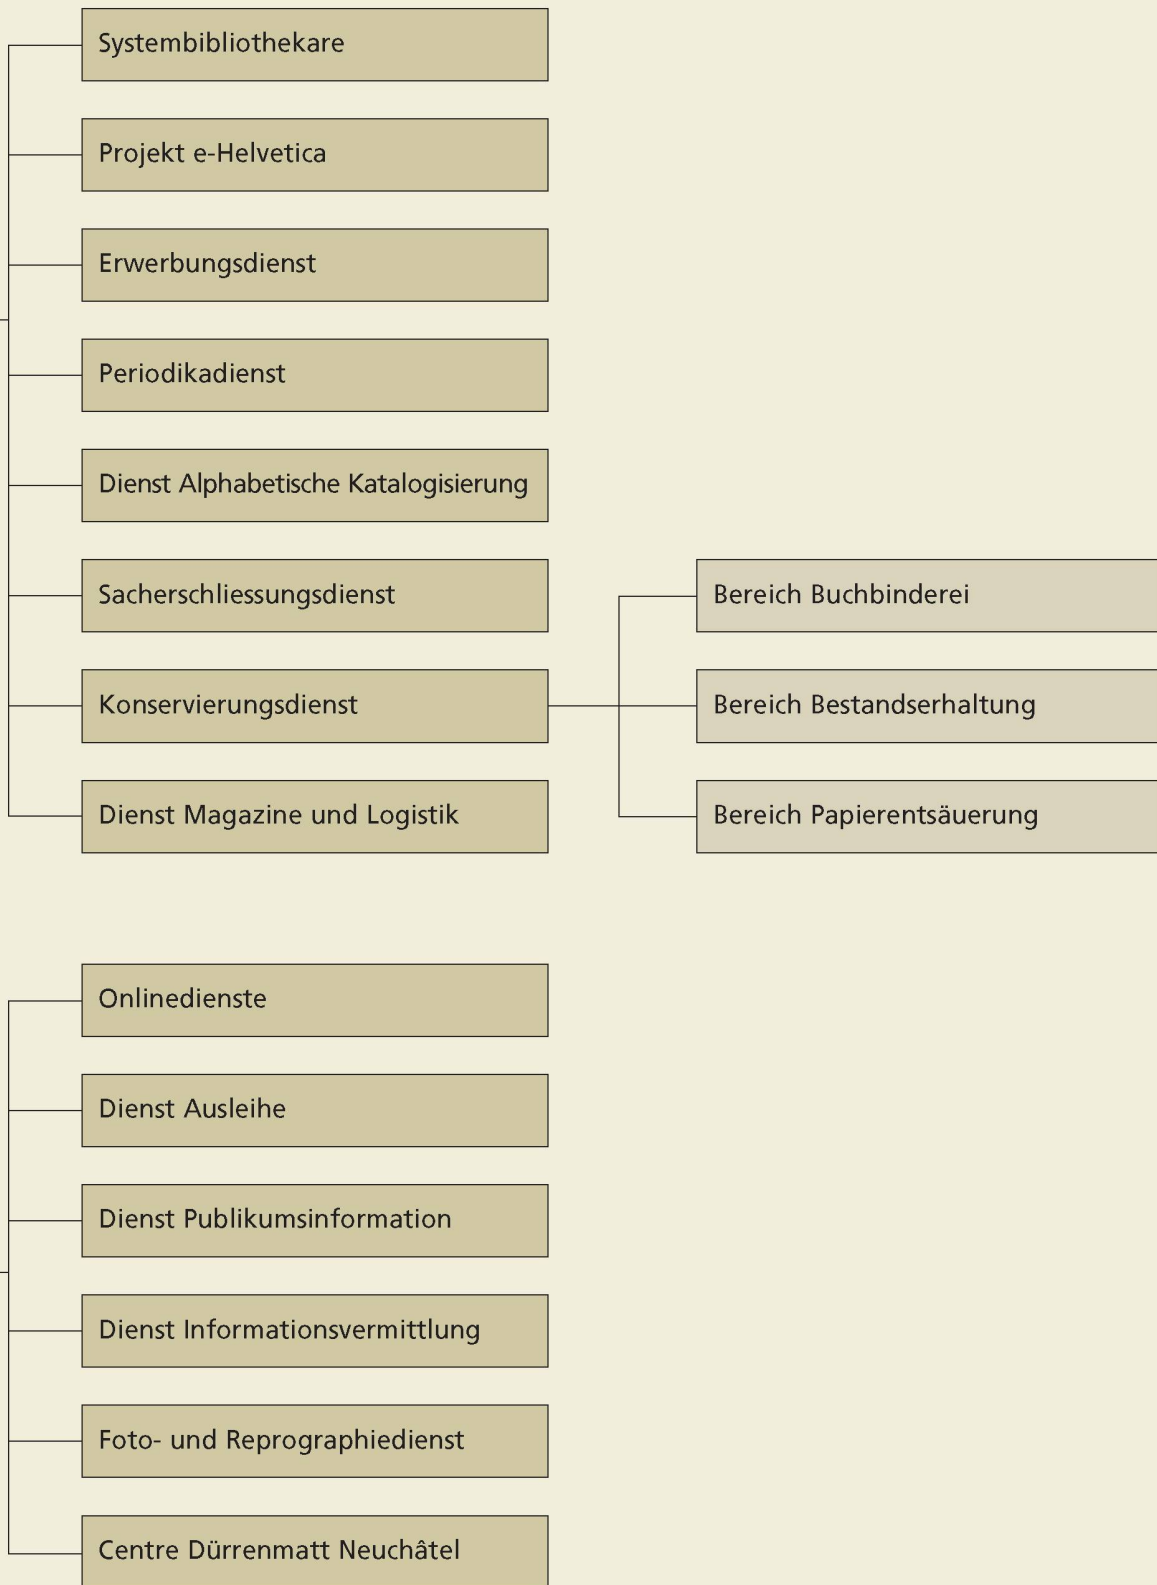 Systembibliothekare
Projekt e-Helvetica
Erwerbungsdienst
Periodikadienst
Dienst Alphabetische Katalogisierung
Sacherschliessungsdienst
Konservierungsdienst
Dienst Magazine und Logistik
Bereich Buchbinderei
Bereich Bestandserhaltung
Bereich Papierentsäuerung
Onlinedienste
Dienst Ausleihe
Dienst Publikumsinformation
Dienst Informationsvermittlung
Foto- und Reprographiedienst
Centre Dürrenmatt Neuchâtel